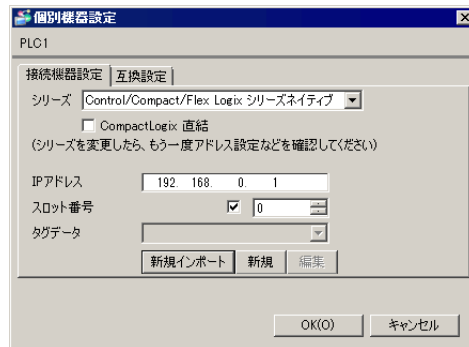 個別機器設定
PLC1
接続機器設定 互換設定
シリーズ Control/Compact/Flex Logix シリーズネイティブ
CompactLogix 直結
(シリーズを変更したら、もう一度アドレス設定などを確認してください)
IPアドレス 192. 168. 0. 1
スロット番号 0
タグデータ
新規インポート 新規 編集
OK(O) キャンセル